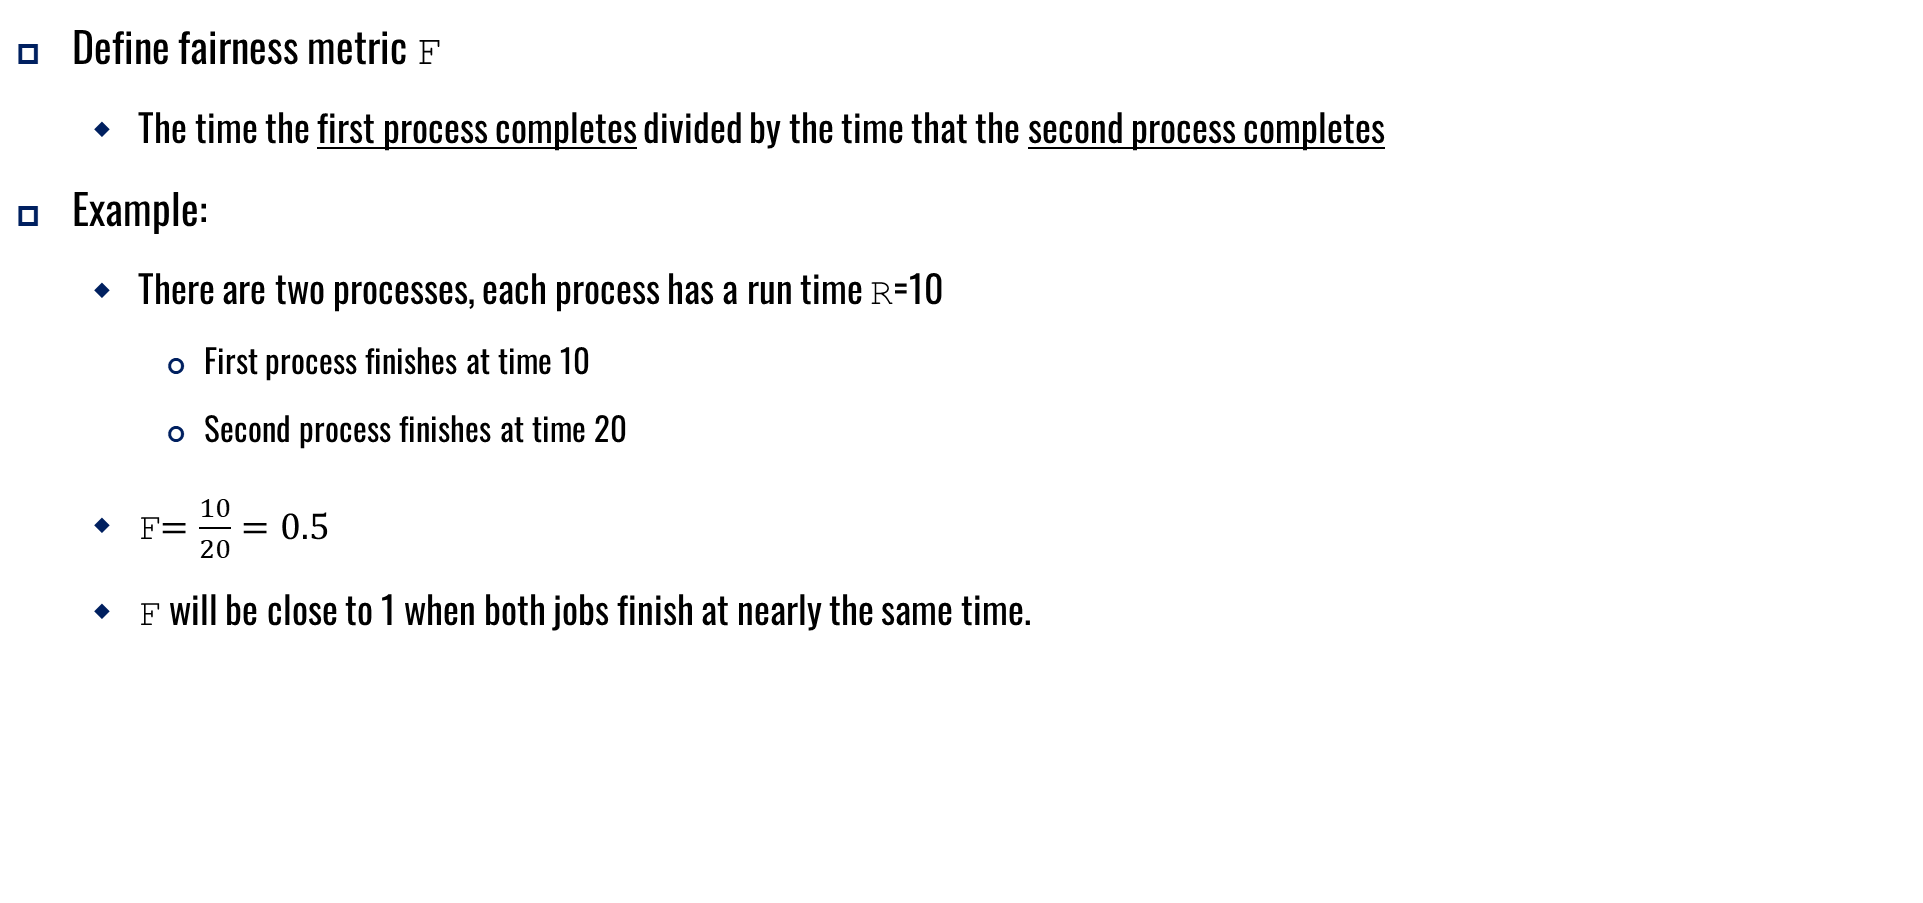 Define fairness metric F
The time the first process completes divided by the time that the second process completes
Example:
There are two processes, each process has a run time R=10
First process finishes at time 10
Second process finishes at time 20
F= 10/20 = 0.5
F will be close to 1 when both jobs finish at nearly the same time.